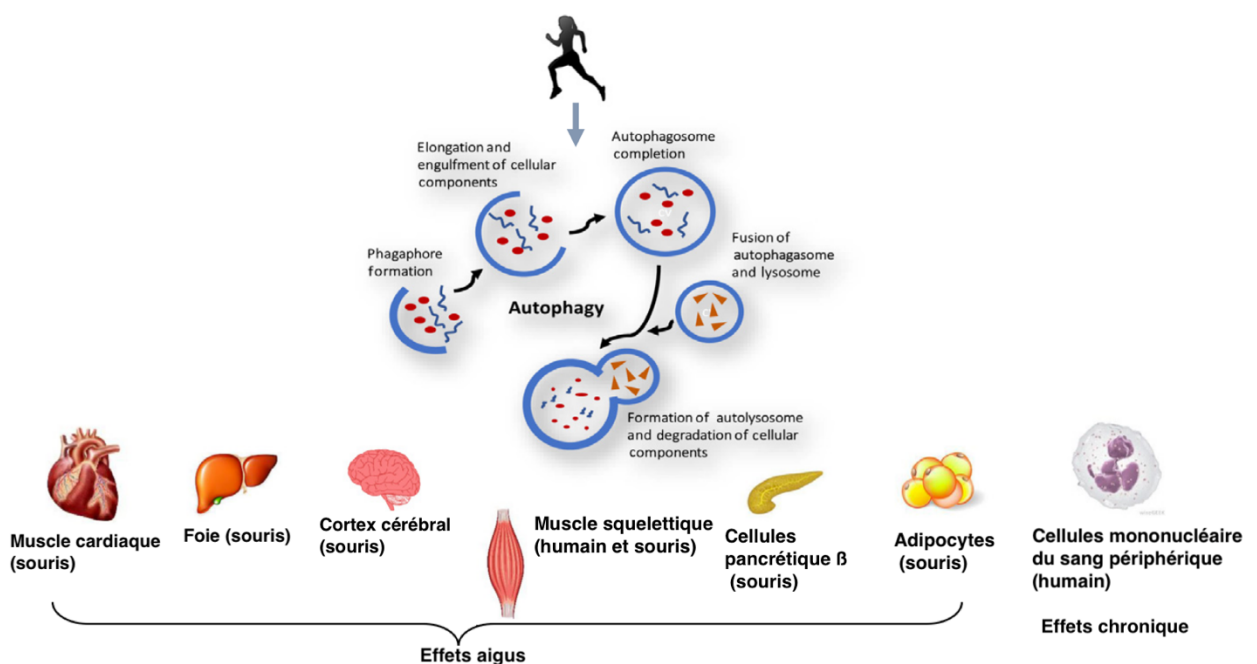 Elongation and
engulfment of cellular
components
Autophagosome
completion
Phagaphore
formation
Fusion of
autophagasome
and lysosome
Autophagy
Formation of autolysosome
and degradation of cellular
components
Muscle cardiaque
(souris)
Foie (souris)
Cortex cérébral
(souris)
Muscle squelettique
(humain et souris)
Cellules
pancrétique ß
(souris)
Adipocytes
(souris)
Cellules mononucléaire
du sang périphérique
(humain)
Effets aigus
Effets chronique